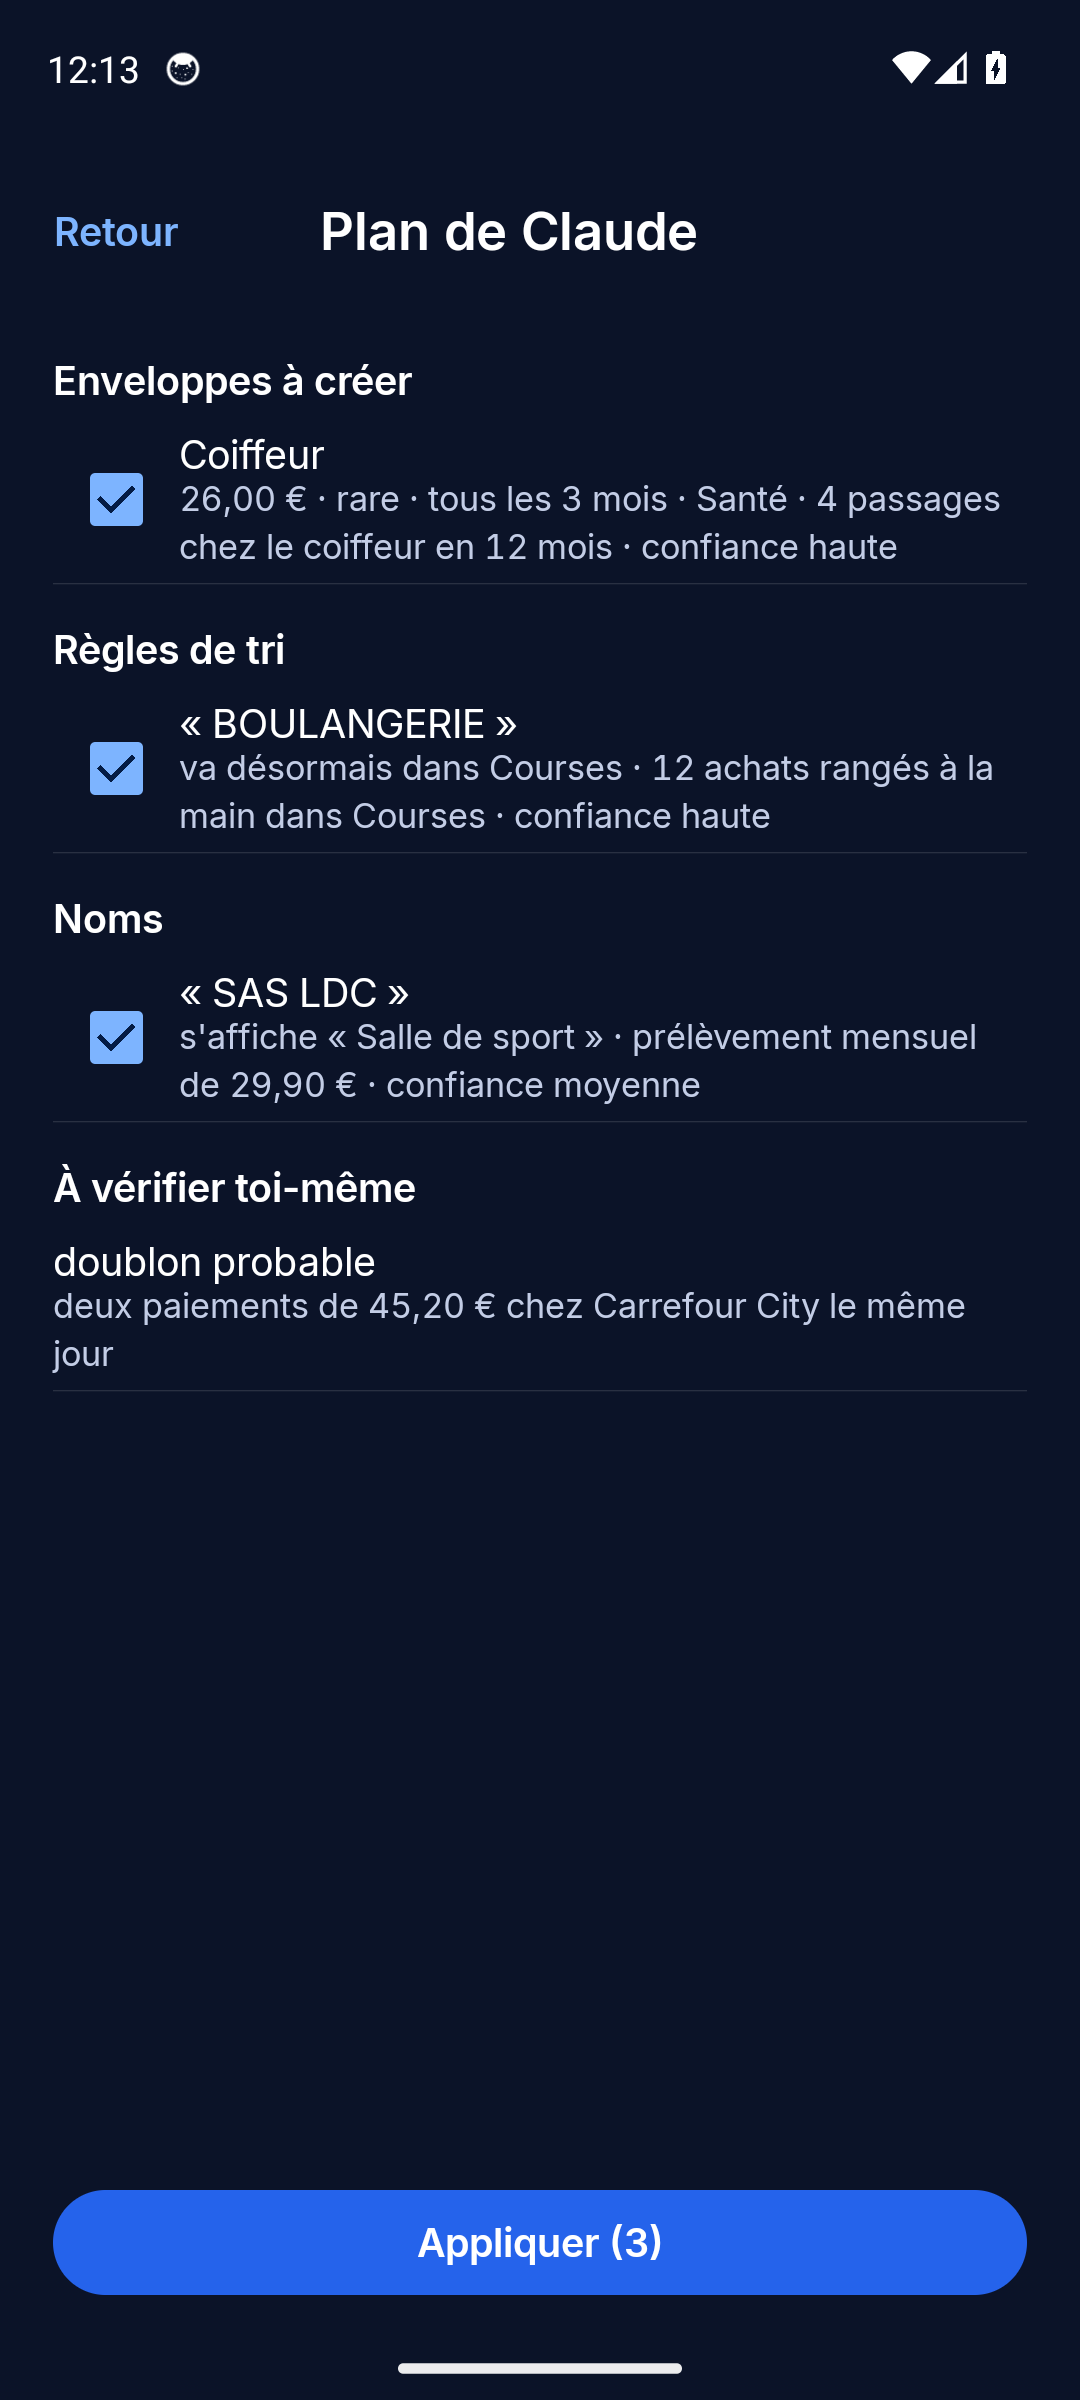 12:13
Retour
Plan de Claude
Enveloppes à créer
Coiffeur
26,00 € · rare · tous les 3 mois · Santé · 4 passages
chez le coiffeur en 12 mois · confiance haute
Règles de tri
« BOULANGERIE »
va désormais dans Courses · 12 achats rangés à la
main dans Courses · confiance haute
Noms
« SAS LDC »
s'affiche « Salle de sport » · prélèvement mensuel
de 29,90 € · confiance moyenne
À vérifier toi-même
doublon probable
deux paiements de 45,20 € chez Carrefour City le même
jour
Appliquer (3)